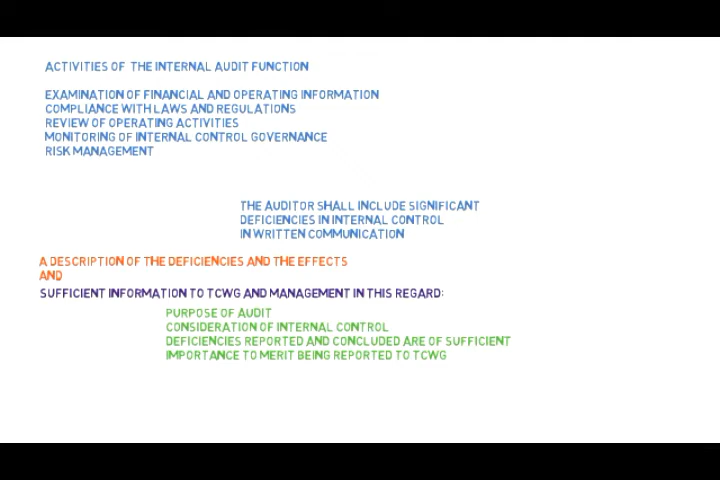 ACTIVITIES OF THE INTERNAL AUDIT FUNCTION
EXAMINATION OF FINANCIAL AND OPERATING INFORMATION
COMPLIANCE WITH LAWS AND REGULATIONS
REVIEW OF OPERATING ACTIVITIES
MONITORING OF INTERNAL CONTROL GOVERNANCE
RISK MANAGEMENT
THE AUDITOR SHALL INCLUDE SIGNIFICANT
DEFICIENCIES IN INTERNAL CONTROL
IN WRITTEN COMMUNICATION
A DESCRIPTION OF THE DEFICIENCIES AND THE EFFECTS
AND
SUFFICIENT INFORMATION TO TCWG AND MANAGEMENT IN THIS REGARD:
PURPOSE OF AUDIT
CONSIDERATION OF INTERNAL CONTROL
DEFICIENCIES REPORTED AND CONCLUDED ARE OF SUFFICIENT
IMPORTANCE TO MERIT BEING REPORTED TO TCWG